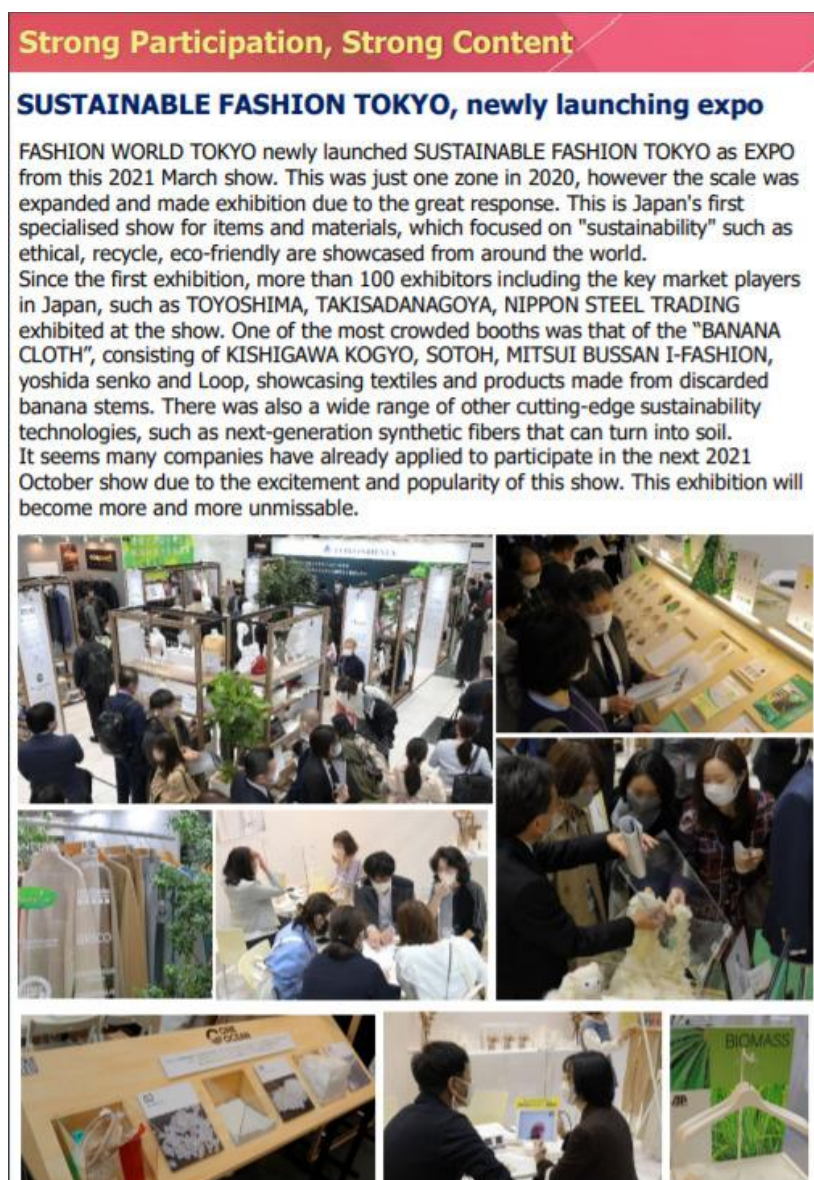 Strong Participation, Strong Content
SUSTAINABLE FASHION TOKYO, newly launching expo
FASHION WORLD TOKYO newly launched SUSTAINABLE FASHION TOKYO as EXPO
from this 2021 March show. This was just one zone in 2020, however the scale was
expanded and made exhibition due to the great response. This is Japan's first
specialised show for items and materials, which focused on "sustainability" such as
ethical, recycle, eco-friendly are showcased from around the world.
Since the first exhibition, more than 100 exhibitors including the key market players
in Japan, such as TOYOSHIMA, TAKISADANAGOYA, NIPPON STEEL TRADING
exhibited at the show. One of the most crowded booths was that of the “BANANA
CLOTH”, consisting of KISHIGAWA KOGYO, SOTOH, MITSUI BUSSAN I-FASHION,
yoshida senko and Loop, showcasing textiles and products made from discarded
banana stems. There was also a wide range of other cutting-edge sustainability
technologies, such as next-generation synthetic fibers that can turn into soil.
It seems many companies have already applied to participate in the next 2021
October show due to the excitement and popularity of this show. This exhibition will
become more and more unmissable.
ONE
OCEAN
BIOMASS